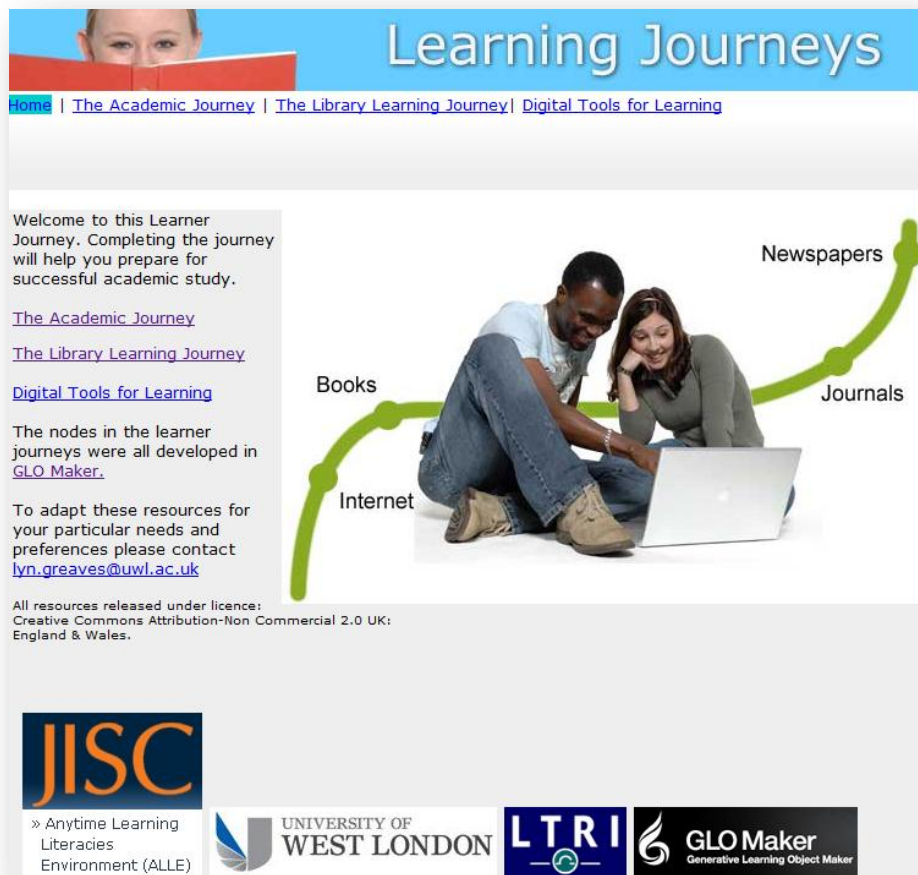 Learning Journeys
Home | The Academic Journey | The Library Learning Journey| Digital Tools for Learning
Welcome to this Learner
Journey. Completing the journey
will help you prepare for
successful academic study.
The Academic Journey
The Library Learning Journey
Digital Tools for Learning
The nodes in the learner
journeys were all developed in
GLO Maker.
To adapt these resources for
your particular needs and
preferences please contact
lyn.greaves@uwl.ac.uk
Newspapers
Journals
Books
Internet
All resources released under licence:
Creative Commons Attribution-Non Commercial 2.0 UK:
England & Wales.
JISC
» Anytime Learning
Literacies
Environment (ALLE)
UNIVERSITY OF
WEST LONDON
LTRI
GLO Maker
Generative Learning Object Maker